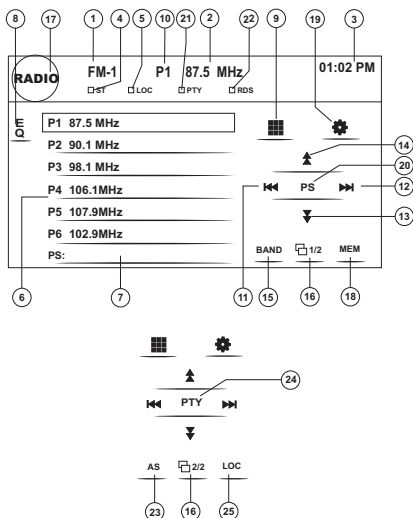 8 17 1 4 5 10 21 2 22 9 19 3
RADIO FM-1 P1 87.5 MHz 01:02 PM
ST LOC PTY RDS
EQ
P1 87.5 MHz
P2 90.1 MHz
P3 98.1 MHz
P4 106.1MHz
P5 107.9MHz
P6 102.9MHz
PS:
14
20
PS
12
13
BAND 1/2 MEM
6 7 11 15 16 18
24
PTY
AS 2/2 LOC
23 16 25